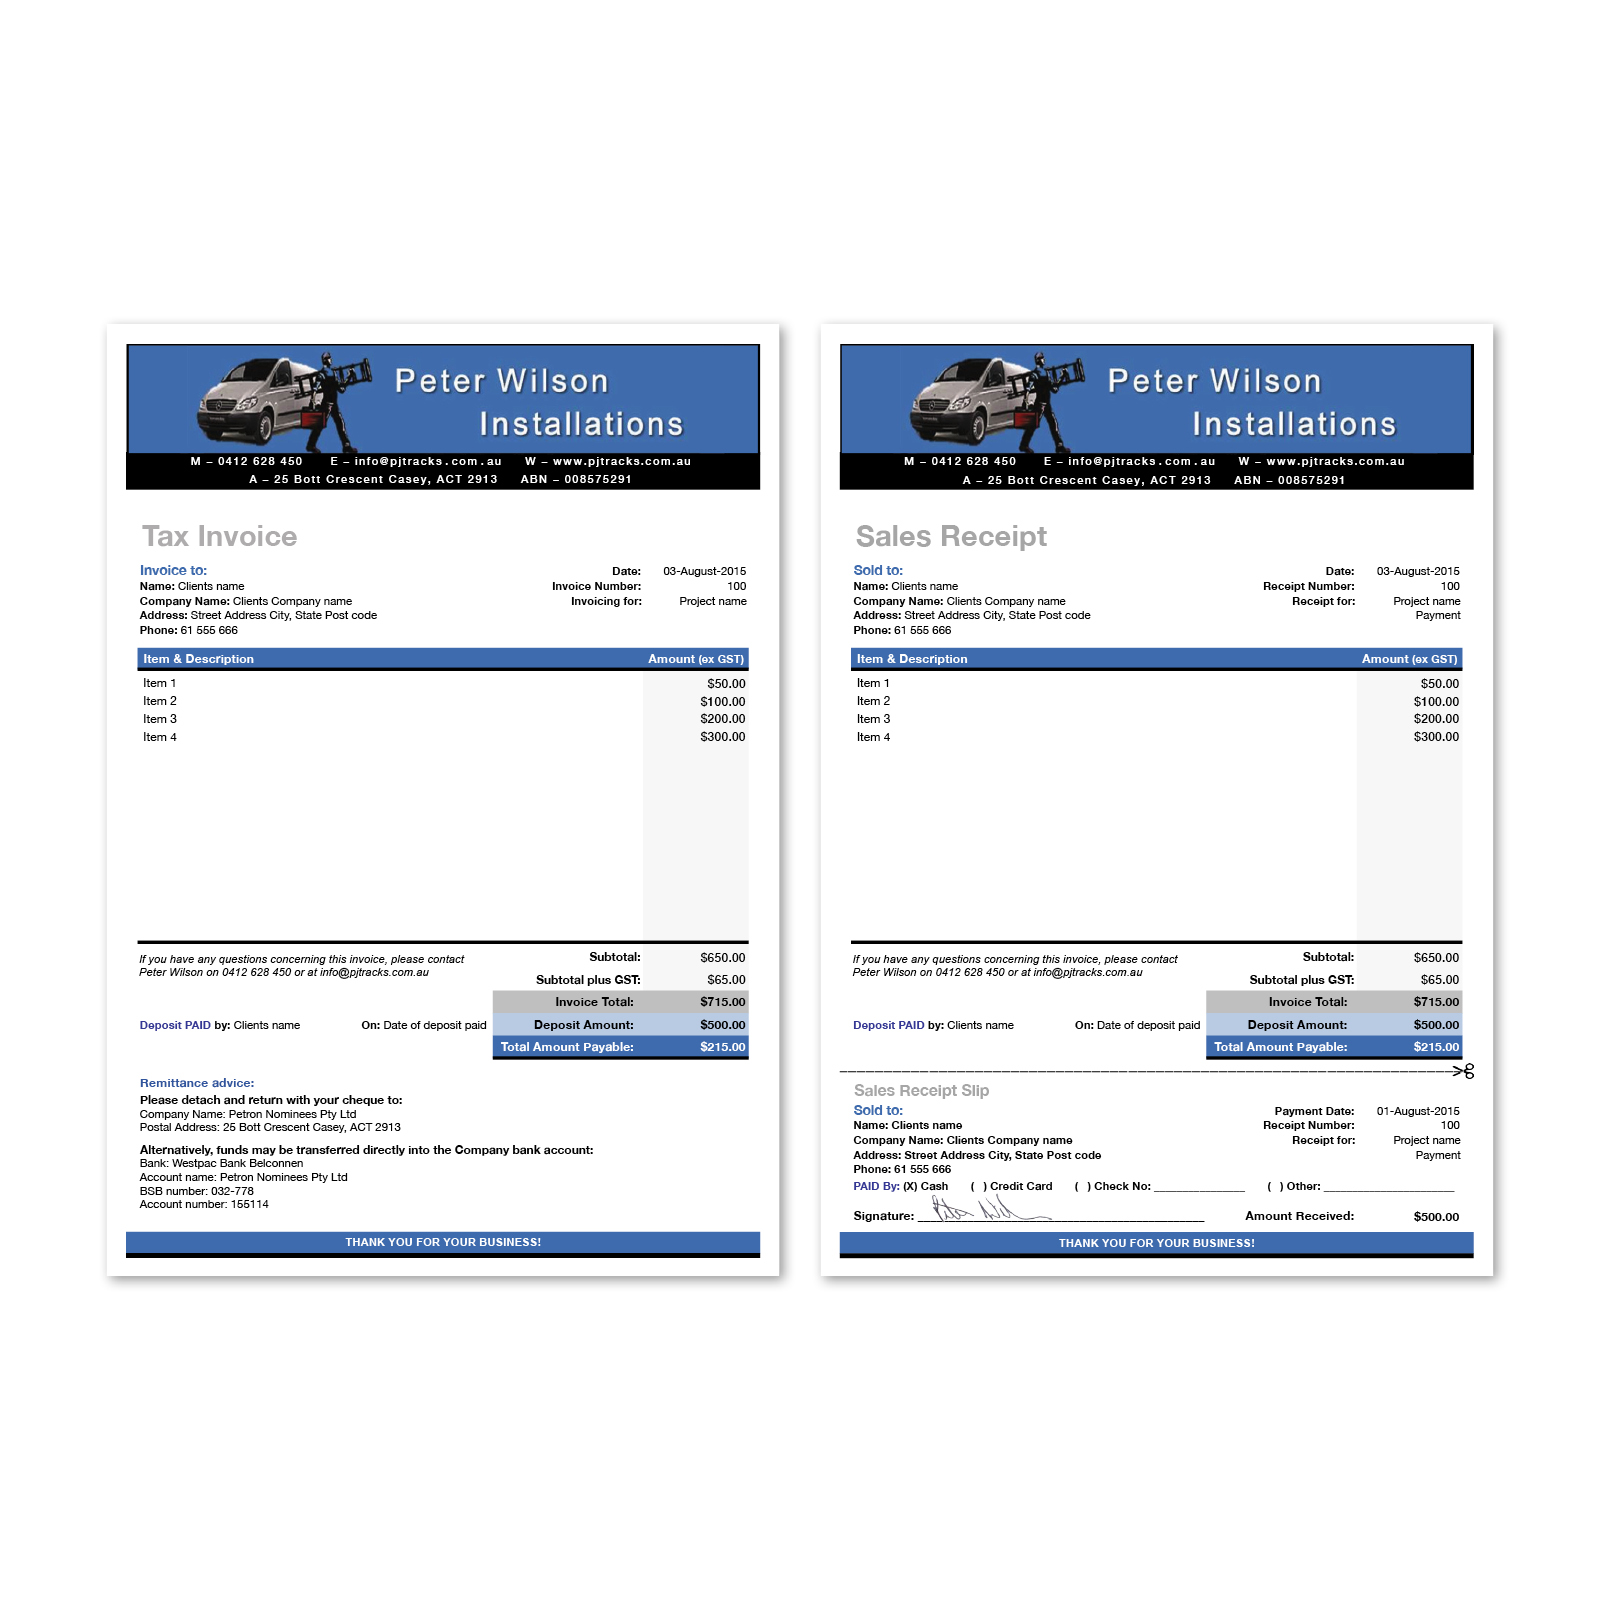 Peter Wilson
Installations
M – 0412 628 450 E – info@pjtracks.com.au W – www.pjtracks.com.au
A – 25 Bott Crescent Casey, ACT 2913 ABN – 008575291
Tax Invoice
Invoice to:
Name: Clients name
Company Name: Clients Company name
Address: Street Address City, State Post code
Phone: 61 555 666
Date: 03-August-2015
Invoice Number: 100
Invoicing for: Project name
Item & Description Amount (ex GST)
Item 1 $50.00
Item 2 $100.00
Item 3 $200.00
Item 4 $300.00
If you have any questions concerning this invoice, please contact
Peter Wilson on 0412 628 450 or at info@pjtracks.com.au
Subtotal: $650.00
Subtotal plus GST: $65.00
Invoice Total: $715.00
Deposit PAID by: Clients name On: Date of deposit paid Deposit Amount: $500.00
Total Amount Payable: $215.00
Remittance advice:
Please detach and return with your cheque to:
Company Name: Petron Nominees Pty Ltd
Postal Address: 25 Bott Crescent Casey, ACT 2913
Alternatively, funds may be transferred directly into the Company bank account:
Bank: Westpac Bank Belconnen
Account name: Petron Nominees Pty Ltd
BSB number: 032-778
Account number: 155114
THANK YOU FOR YOUR BUSINESS!
Peter Wilson
Installations
M – 0412 628 450 E – info@pjtracks.com.au W – www.pjtracks.com.au
A – 25 Bott Crescent Casey, ACT 2913 ABN – 008575291
Sales Receipt
Sold to:
Name: Clients name
Company Name: Clients Company name
Address: Street Address City, State Post code
Phone: 61 555 666
Date: 03-August-2015
Receipt Number: 100
Receipt for: Project name
Payment
Item & Description Amount (ex GST)
Item 1 $50.00
Item 2 $100.00
Item 3 $200.00
Item 4 $300.00
If you have any questions concerning this invoice, please contact
Peter Wilson on 0412 628 450 or at info@pjtracks.com.au
Subtotal: $650.00
Subtotal plus GST: $65.00
Invoice Total: $715.00
Deposit PAID by: Clients name On: Date of deposit paid Deposit Amount: $500.00
Total Amount Payable: $215.00
Sales Receipt Slip
Sold to:
Name: Clients name
Company Name: Clients Company name
Address: Street Address City, State Post code
Phone: 61 555 666
Payment Date: 01-August-2015
Receipt Number: 100
Receipt for: Project name
Payment
PAID By: (X) Cash ( ) Credit Card ( ) Check No: ______________ ( ) Other: ____________________
Signature: Amount Received: $500.00
THANK YOU FOR YOUR BUSINESS!